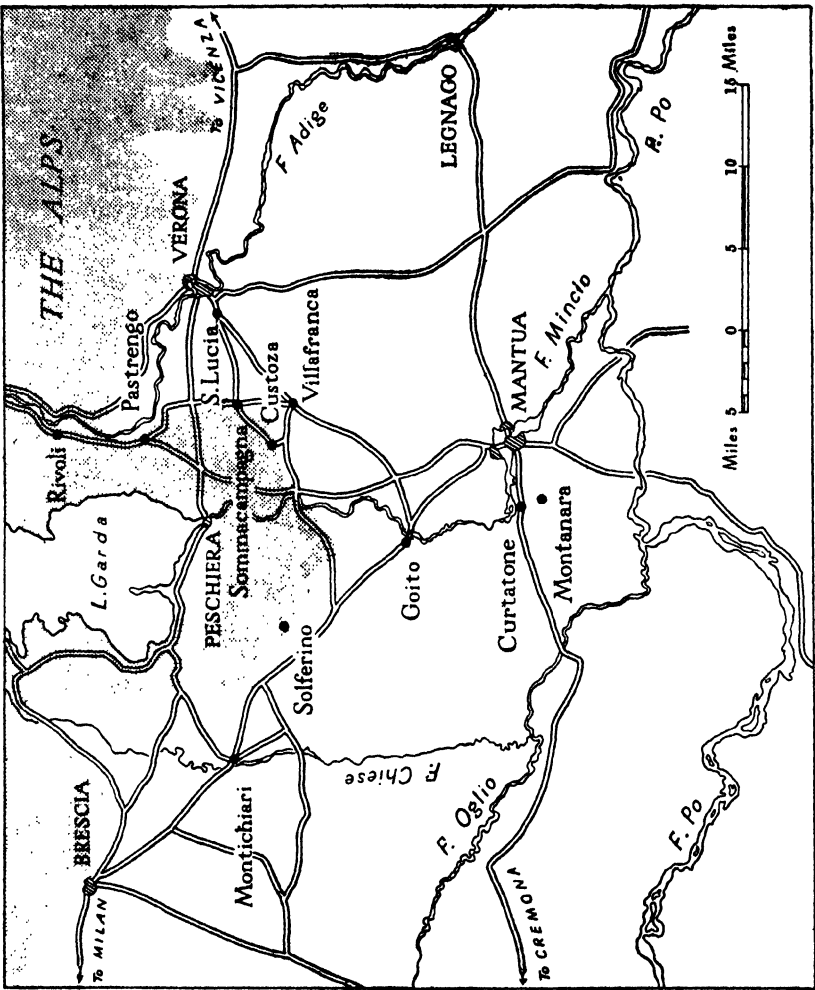 THE ALPS
To VICENZA
VERONA
F Adige
LEGNAGO
Pastrengo
Rivoli
S. Lucia
Custoza
Villafranca
Sommacampagna
L. Garda
PESCHIERA
Solferino
Goito
MANTUA
F. Mincio
Curtatone
Montanara
BRESCIA
To MILAN
Montichiari
F. Chiese
F. Oglio
To CREMONA
F. Po
R. Po
Miles 5 0 5 10 15 Miles